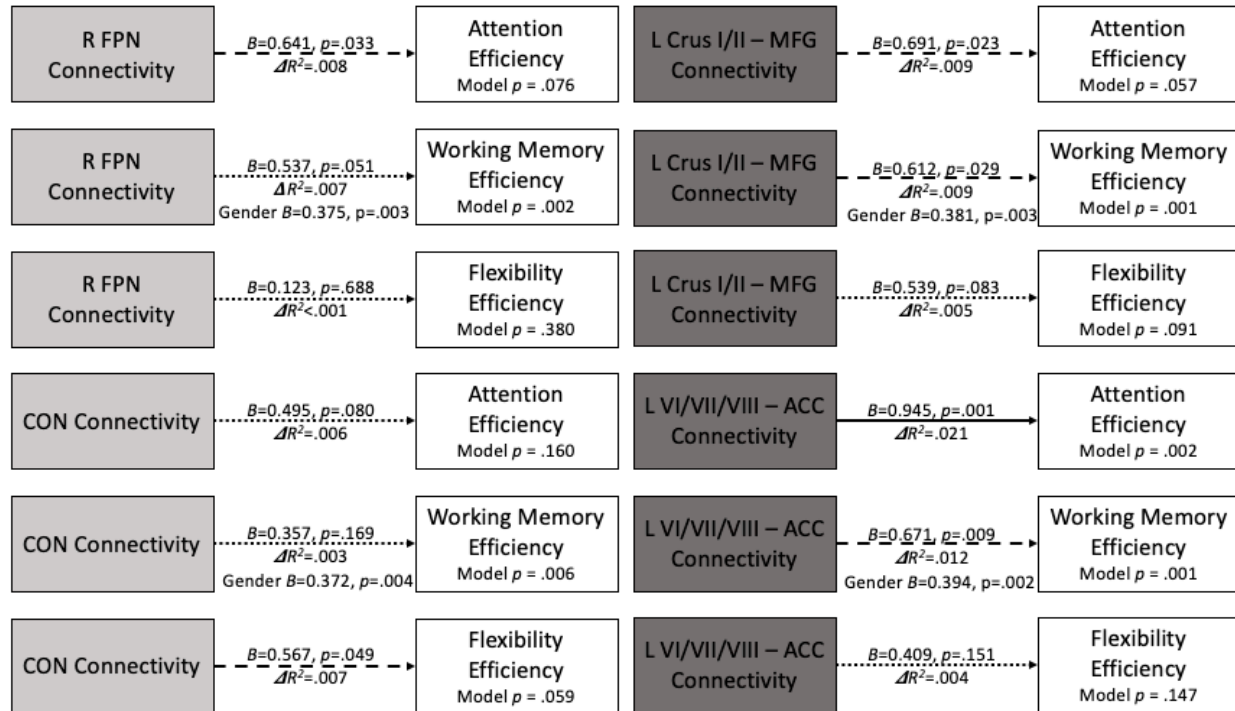 R FPN
Connectivity
B=0.641, p=.033
ΔR²=.008
Attention
Efficiency
Model p = .076
L Crus I/II – MFG
Connectivity
B=0.691, p=.023
ΔR²=.009
Attention
Efficiency
Model p = .057
R FPN
Connectivity
B=0.537, p=.051
ΔR²=.007
Gender B=0.375, p=.003
Working Memory
Efficiency
Model p = .002
L Crus I/II – MFG
Connectivity
B=0.612, p=.029
ΔR²=.009
Gender B=0.381, p=.003
Working Memory
Efficiency
Model p = .001
R FPN
Connectivity
B=0.123, p=.688
ΔR²<.001
Flexibility
Efficiency
Model p = .380
L Crus I/II – MFG
Connectivity
B=0.539, p=.083
ΔR²=.005
Flexibility
Efficiency
Model p = .091
CON Connectivity
B=0.495, p=.080
ΔR²=.006
Attention
Efficiency
Model p = .160
L VI/VII/VIII – ACC
Connectivity
B=0.945, p=.001
ΔR²=.021
Attention
Efficiency
Model p = .002
CON Connectivity
B=0.357, p=.169
ΔR²=.003
Gender B=0.372, p=.004
Working Memory
Efficiency
Model p = .006
L VI/VII/VIII – ACC
Connectivity
B=0.671, p=.009
ΔR²=.012
Gender B=0.394, p=.002
Working Memory
Efficiency
Model p = .001
CON Connectivity
B=0.567, p=.049
ΔR²=.007
Flexibility
Efficiency
Model p = .059
L VI/VII/VIII – ACC
Connectivity
B=0.409, p=.151
ΔR²=.004
Flexibility
Efficiency
Model p = .147